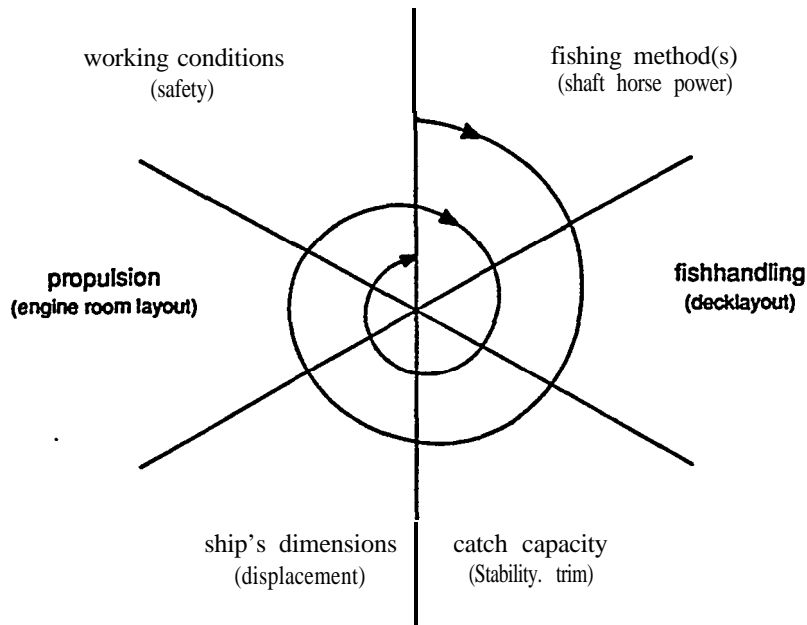 working conditions
(safety)
fishing method(s)
(shaft horse power)
propulsion
(engine room layout)
fishhandling
(decklayout)
ship's dimensions
(displacement)
catch capacity
(Stability. trim)